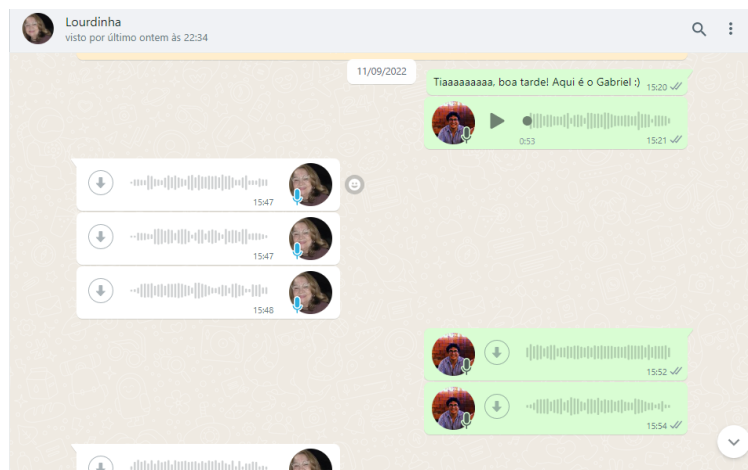 Lourdinha
visto por último ontem às 22:34
11/09/2022
Tiaaaaaaaaa, boa tarde! Aqui é o Gabriel :) 15:20
0:53 15:21
15:47
15:47
15:48
15:52
15:54